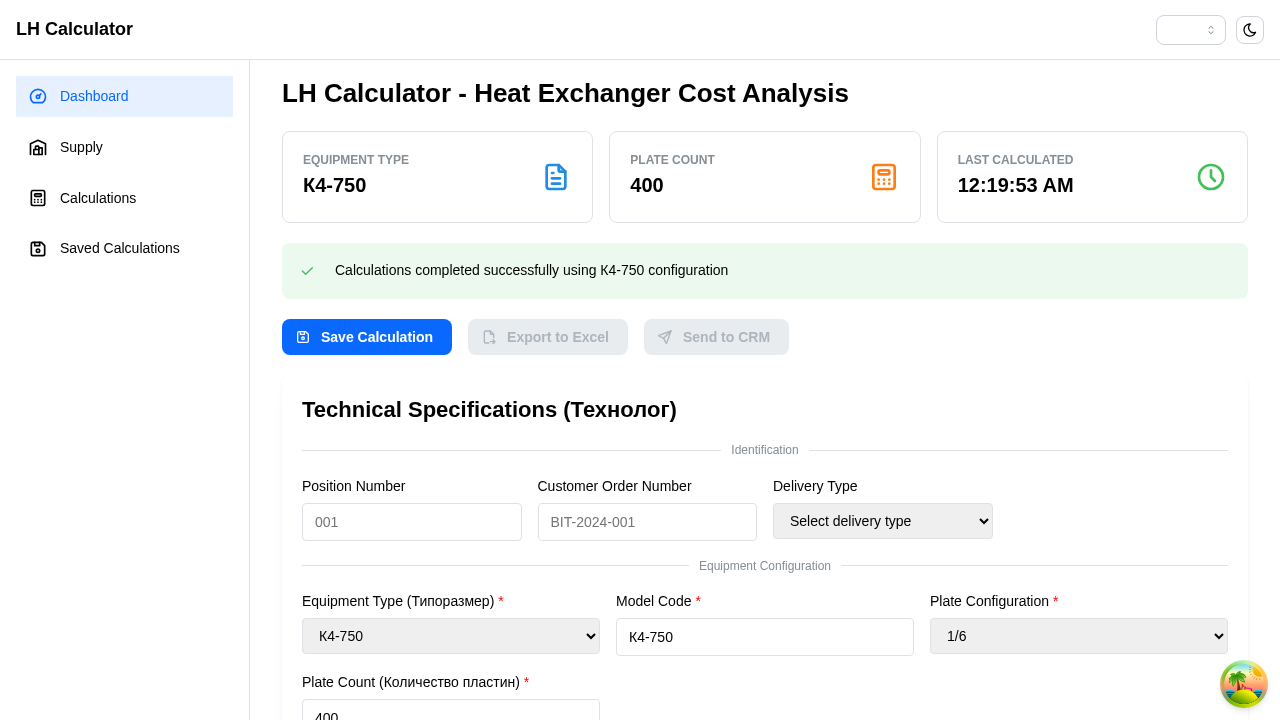 LH Calculator
Dashboard
Supply
Calculations
Saved Calculations
LH Calculator - Heat Exchanger Cost Analysis
EQUIPMENT TYPE
К4-750
PLATE COUNT
400
LAST CALCULATED
12:19:53 AM
Calculations completed successfully using К4-750 configuration
Save Calculation
Export to Excel
Send to CRM
Technical Specifications (Технолог)
Identification
Position Number
Customer Order Number
Delivery Type
001
BIT-2024-001
Select delivery type
Equipment Configuration
Equipment Type (Типоразмер) *
Model Code *
Plate Configuration *
К4-750
К4-750
1/6
Plate Count (Количество пластин) *
400